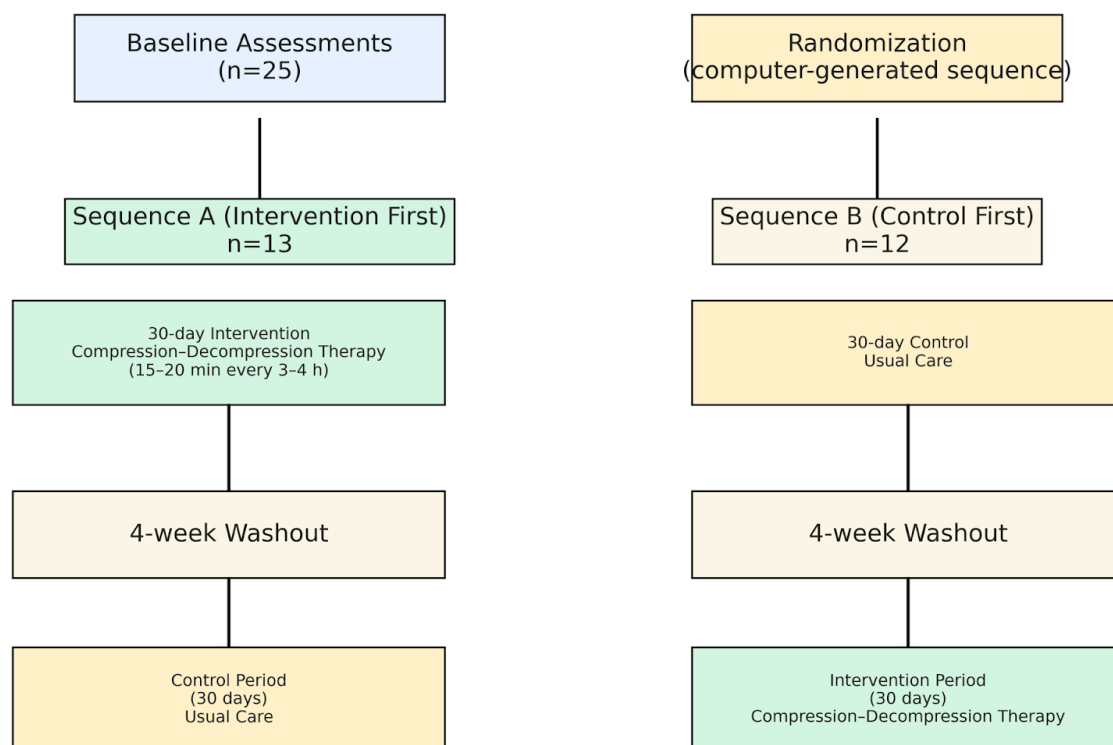 Baseline Assessments
(n=25)
Randomization
(computer-generated sequence)
Sequence A (Intervention First)
n=13
Sequence B (Control First)
n=12
30-day Intervention
Compression–Decompression Therapy
(15–20 min every 3–4 h)
30-day Control
Usual Care
4-week Washout
4-week Washout
Control Period
(30 days)
Usual Care
Intervention Period
(30 days)
Compression–Decompression Therapy